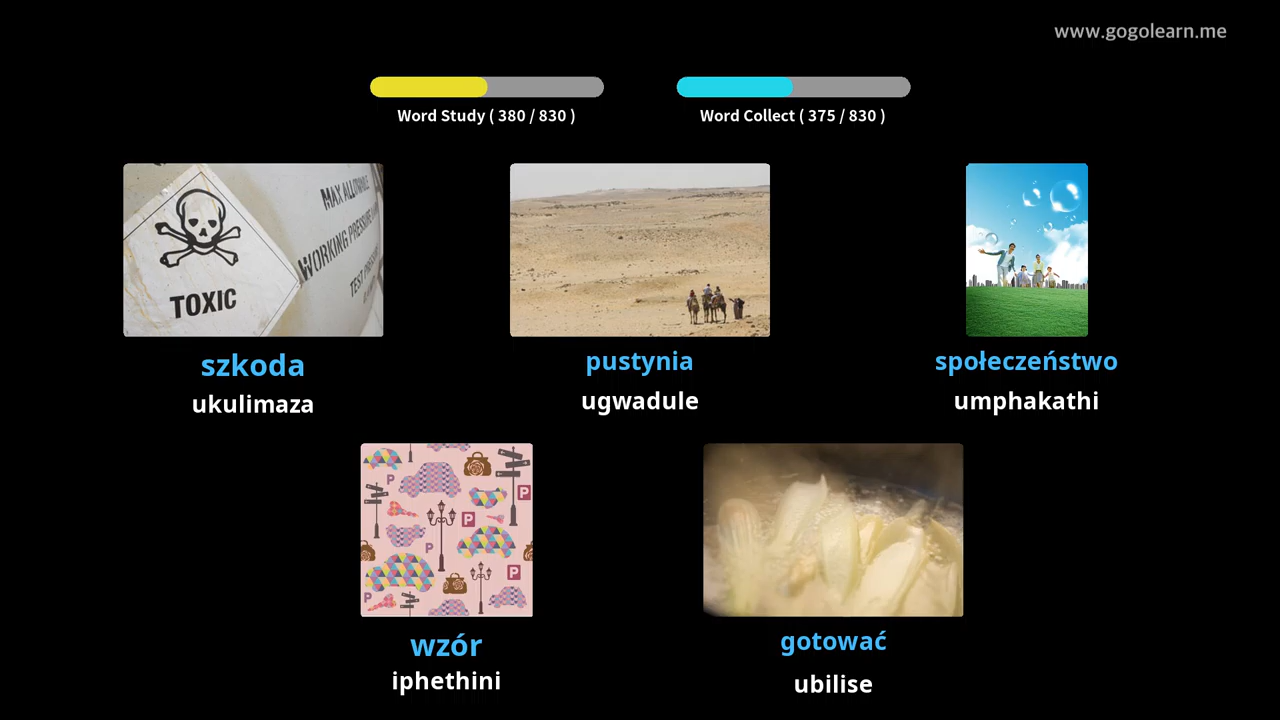 www.gogolearn.me
Word Study ( 380 / 830 )
Word Collect ( 375 / 830 )
TOXIC
MAX ALLOWABLE
WORKING PRESSURE
szkoda
ukulimaza
pustynia
ugwadule
społeczeństwo
umphakathi
P
P
P
P
P
P
wzór
iphethini
gotować
ubilise